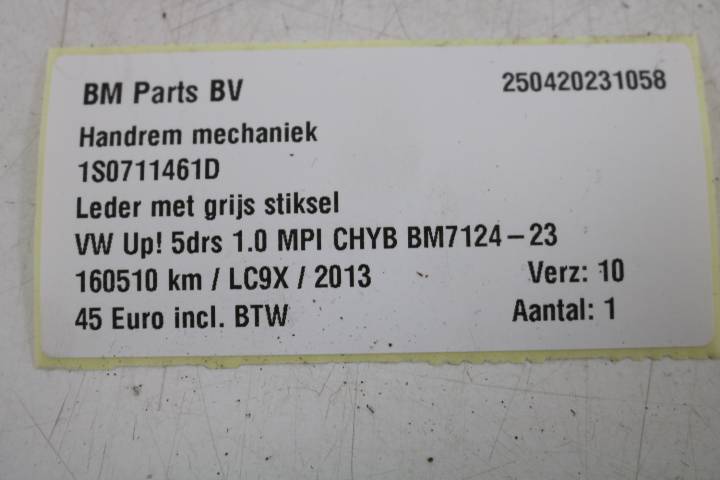 BM Parts BV 250420231058
Handrem mechaniek
1S0711461D
Leder met grijs stiksel
VW Up! 5drs 1.0 MPI CHYB BM7124-23
160510 km / LC9X / 2013 Verz: 10
45 Euro incl. BTW Aantal: 1